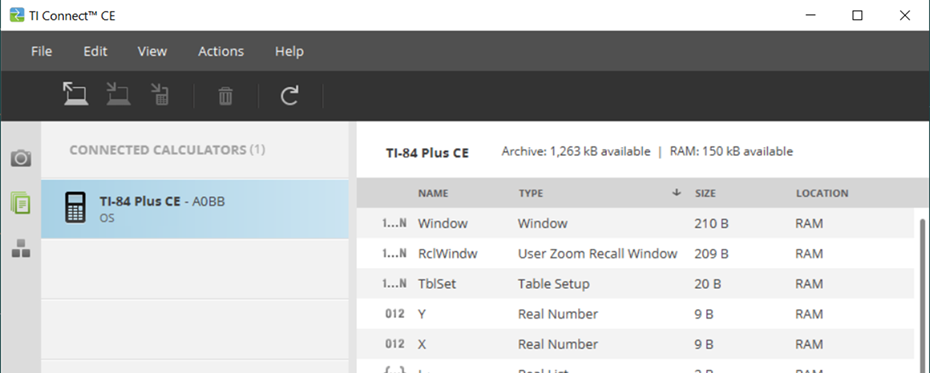 TI Connect™ CE
File Edit View Actions Help
CONNECTED CALCULATORS (1)
TI-84 Plus CE - A0BB
OS
TI-84 Plus CE Archive: 1,263 kB available | RAM: 150 kB available
NAME TYPE SIZE LOCATION
1...N Window Window 210 B RAM
1...N RclWindw User Zoom Recall Window 209 B RAM
1...N TblSet Table Setup 20 B RAM
012 Y Real Number 9 B RAM
012 X Real Number 9 B RAM
Real List RAM